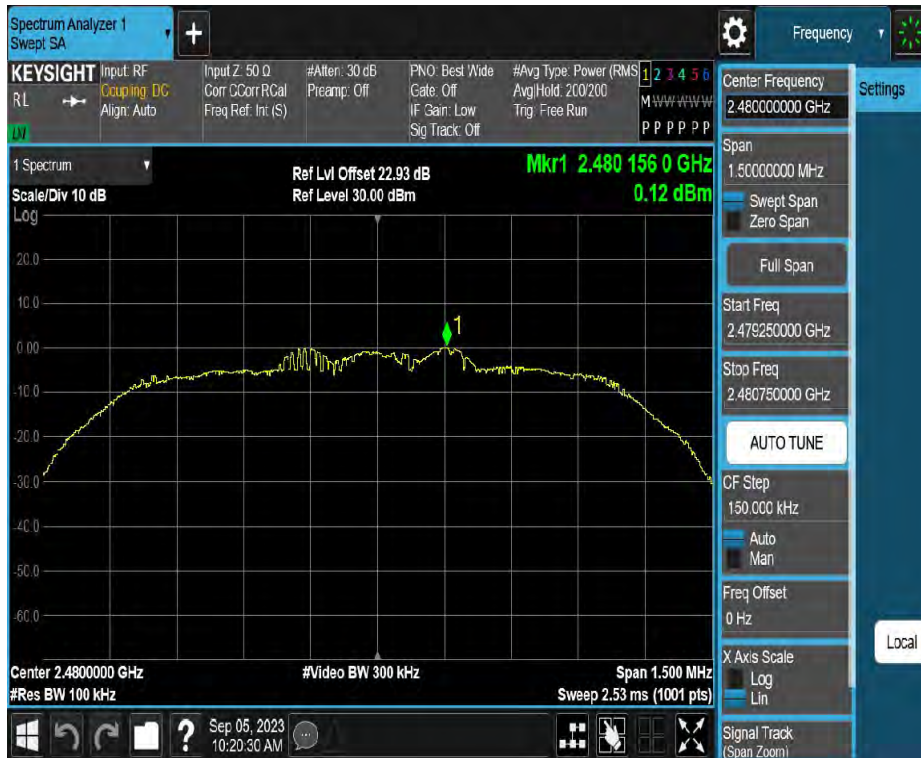 Spectrum Analyzer 1
Swept SA
+
Frequency
KEYSIGHT
RL
LXI
Input: RF
Coupling: DC
Align: Auto
Input Z: 50 Ω
Corr CCorr RCal
Freq Ref: Int (S)
#Atten: 30 dB
Preamp: Off
PNO: Best Wide
Gate: Off
IF Gain: Low
Sig Track: Off
#Avg Type: Power (RMS
Avg|Hold: 200/200
Trig: Free Run
1 2 3 4 5 6
M W W W W W
P P P P P P
1 Spectrum
Scale/Div 10 dB
Log
Ref Lvl Offset 22.93 dB
Ref Level 30.00 dBm
Mkr1 2.480 156 0 GHz
0.12 dBm
20.0
10.0
0.00
-10.0
-20.0
-30.0
-40.0
-50.0
-60.0
1
Center 2.4800000 GHz
#Res BW 100 kHz
#Video BW 300 kHz
Span 1.500 MHz
Sweep 2.53 ms (1001 pts)
?
Sep 05, 2023
10:20:30 AM
Center Frequency
2.480000000 GHz
Settings
Span
1.50000000 MHz
Swept Span
Zero Span
Full Span
Start Freq
2.479250000 GHz
Stop Freq
2.480750000 GHz
AUTO TUNE
CF Step
150.000 kHz
Auto
Man
Freq Offset
0 Hz
X Axis Scale
Log
Lin
Local
Signal Track
(Span Zoom)